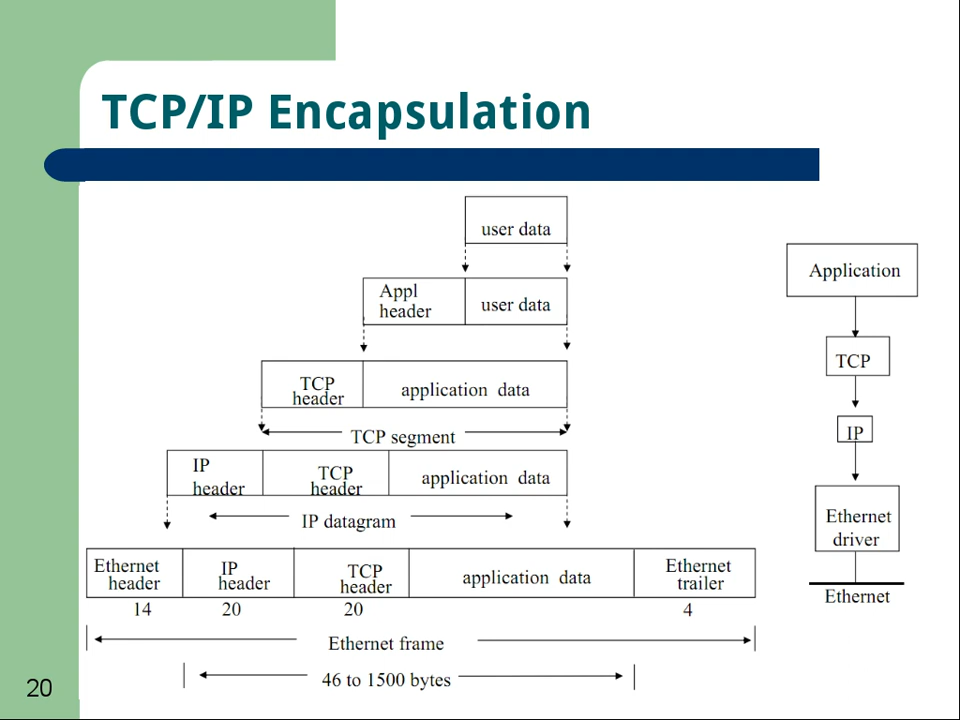 TCP/IP Encapsulation
user data
Appl
header
user data
TCP
header
application data
TCP segment
IP
header
TCP
header
application data
IP datagram
Ethernet
header
IP
header
TCP
header
application data
Ethernet
trailer
14
20
20
4
Ethernet frame
46 to 1500 bytes
Application
TCP
IP
Ethernet
driver
Ethernet
20